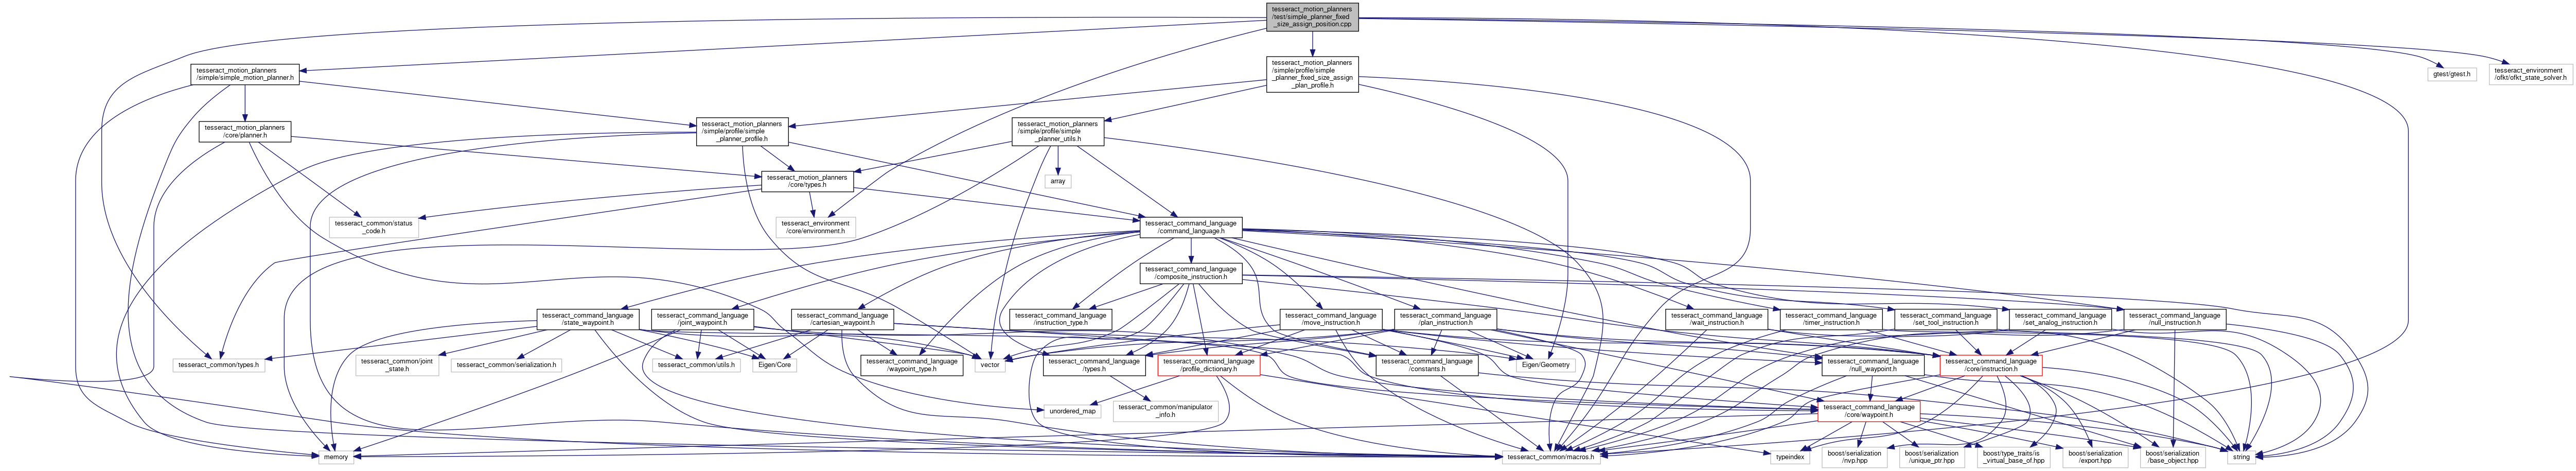 tesseract_motion_planners
/test/simple_planner_fixed
_size_assign_position.cpp
tesseract_motion_planners
/simple/simple_motion_planner.h
tesseract_motion_planners
/simple/profile/simple
_planner_fixed_size_assign
_plan_profile.h
gtest/gtest.h
tesseract_environment
/ofkt/ofkt_state_solver.h
tesseract_motion_planners
/core/planner.h
tesseract_motion_planners
/simple/profile/simple
_planner_profile.h
tesseract_motion_planners
/simple/profile/simple
_planner_utils.h
tesseract_motion_planners
/core/types.h
array
tesseract_common/status
_code.h
tesseract_environment
/core/environment.h
tesseract_command_language
/command_language.h
tesseract_command_language
/composite_instruction.h
tesseract_command_language
/state_waypoint.h
tesseract_command_language
/joint_waypoint.h
tesseract_command_language
/cartesian_waypoint.h
tesseract_command_language
/instruction_type.h
tesseract_command_language
/move_instruction.h
tesseract_command_language
/plan_instruction.h
tesseract_command_language
/wait_instruction.h
tesseract_command_language
/timer_instruction.h
tesseract_command_language
/set_tool_instruction.h
tesseract_command_language
/set_analog_instruction.h
tesseract_command_language
/null_instruction.h
tesseract_common/types.h
tesseract_common/joint
_state.h
tesseract_common/serialization.h
tesseract_common/utils.h
Eigen/Core
tesseract_command_language
/waypoint_type.h
vector
tesseract_command_language
/types.h
tesseract_command_language
/profile_dictionary.h
tesseract_command_language
/constants.h
Eigen/Geometry
tesseract_command_language
/null_waypoint.h
tesseract_command_language
/core/instruction.h
unordered_map
tesseract_common/manipulator
_info.h
tesseract_command_language
/core/waypoint.h
memory
tesseract_common/macros.h
typeindex
boost/serialization
/nvp.hpp
boost/serialization
/unique_ptr.hpp
boost/type_traits/is
_virtual_base_of.hpp
boost/serialization
/export.hpp
boost/serialization
/base_object.hpp
string